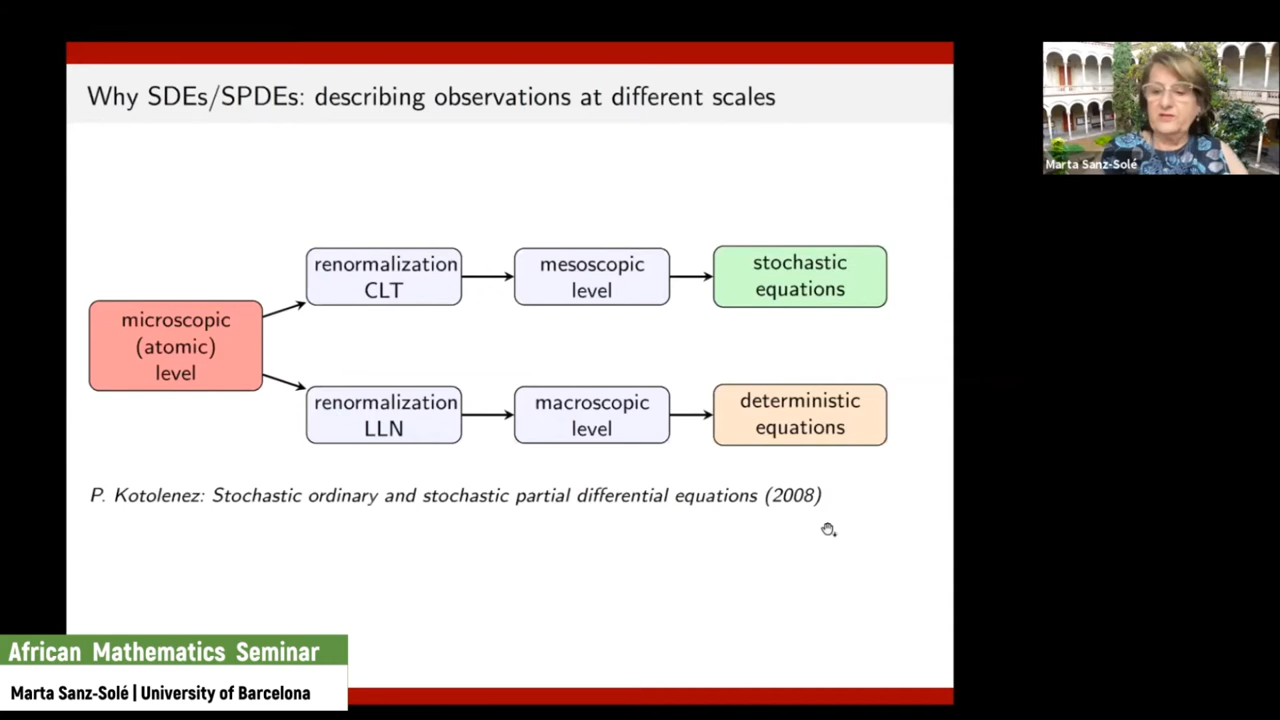 Why SDEs/SPDEs: describing observations at different scales
Marta Sanz-Solé
renormalization
CLT
mesoscopic
level
stochastic
equations
microscopic
(atomic)
level
renormalization
LLN
macroscopic
level
deterministic
equations
P. Kotolenez: Stochastic ordinary and stochastic partial differential equations (2008)
African Mathematics Seminar
Marta Sanz-Solé | University of Barcelona